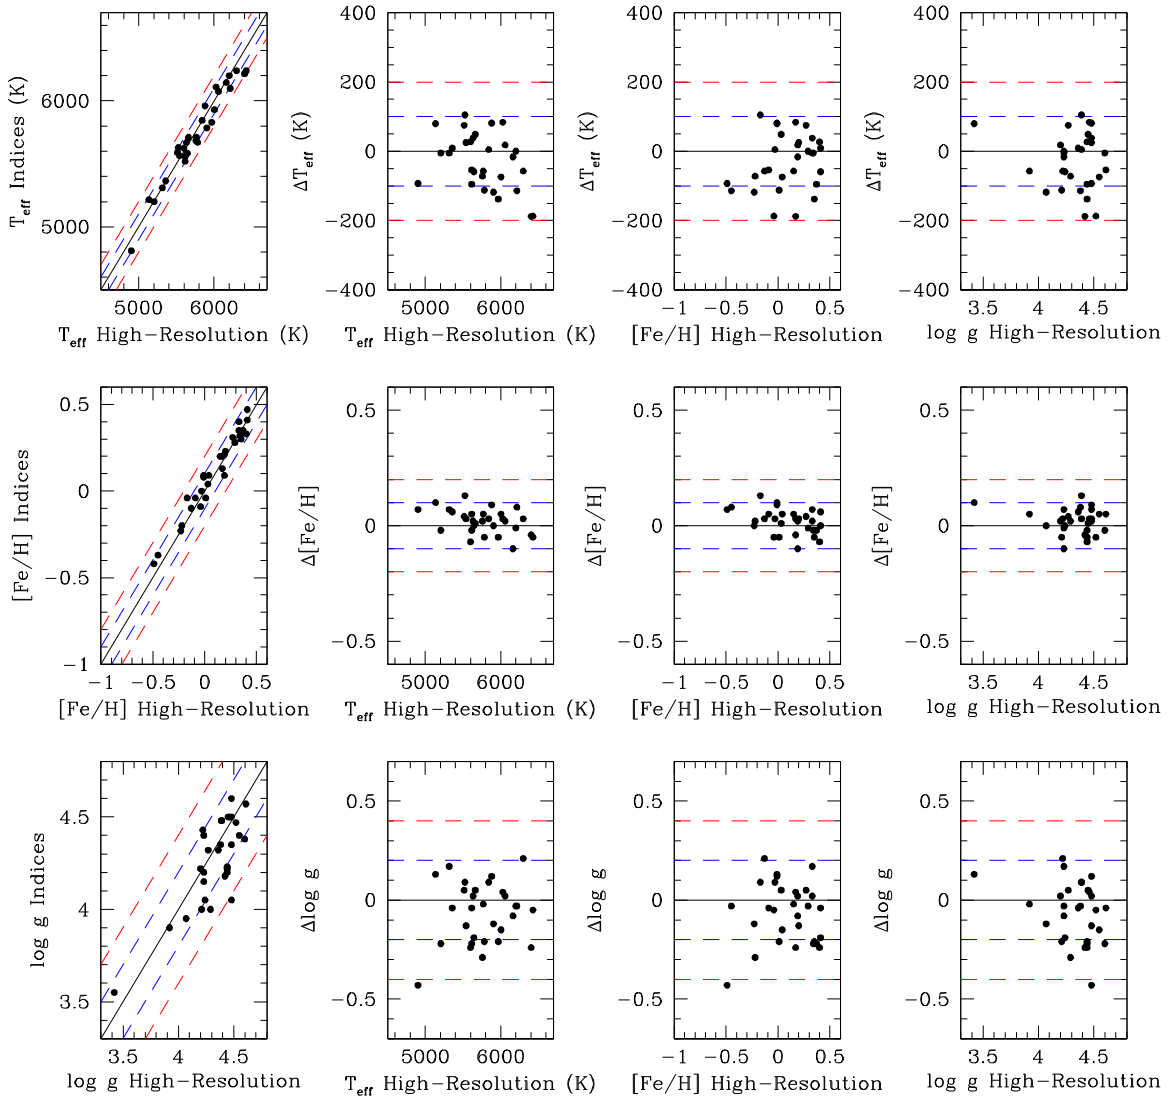 6000
5000
T_eff Indices (K)
5000 6000
T_eff High−Resolution (K)
400
200
0
−200
−400
ΔT_eff (K)
5000 6000
T_eff High−Resolution (K)
400
200
0
−200
−400
ΔT_eff (K)
−1 −0.5 0 0.5
[Fe/H] High−Resolution
400
200
0
−200
−400
ΔT_eff (K)
3.5 4 4.5
log g High−Resolution
0.5
0
−0.5
−1
[Fe/H] Indices
−1 −0.5 0 0.5
[Fe/H] High−Resolution
0.5
0
−0.5
Δ[Fe/H]
5000 6000
T_eff High−Resolution (K)
0.5
0
−0.5
Δ[Fe/H]
−1 −0.5 0 0.5
[Fe/H] High−Resolution
0.5
0
−0.5
Δ[Fe/H]
3.5 4 4.5
log g High−Resolution
4.5
4
3.5
log g Indices
3.5 4 4.5
log g High−Resolution
0.5
0
−0.5
Δlog g
5000 6000
T_eff High−Resolution (K)
0.5
0
−0.5
Δlog g
−1 −0.5 0 0.5
[Fe/H] High−Resolution
0.5
0
−0.5
Δlog g
3.5 4 4.5
log g High−Resolution